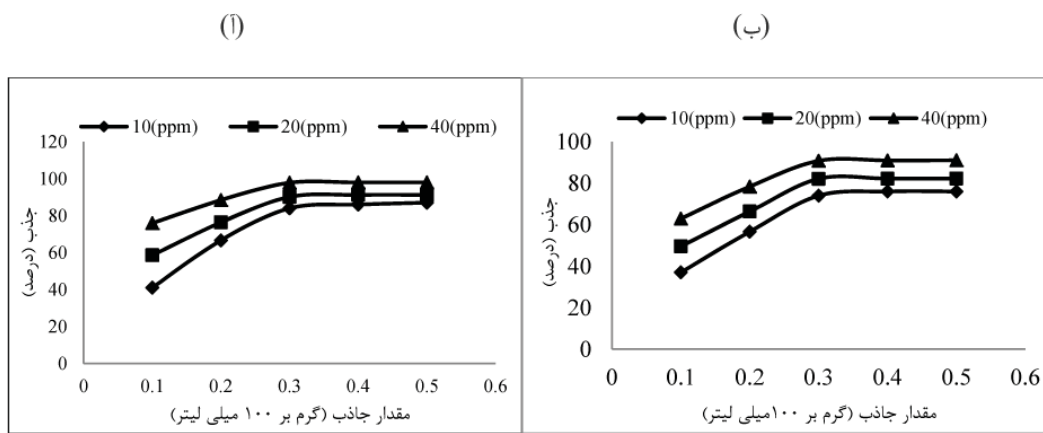 (أ)
(ب)
10(ppm) 20(ppm) 40(ppm)
120
100
80
60
40
20
0
جذب (درصد)
0 0.1 0.2 0.3 0.4 0.5 0.6
مقدار جاذب (گرم بر ۱۰۰ میلی لیتر)
10(ppm) 20(ppm) 40(ppm)
100
80
60
40
20
0
جذب (درصد)
0 0.1 0.2 0.3 0.4 0.5 0.6
مقدار جاذب (گرم بر ۱۰۰میلی لیتر)